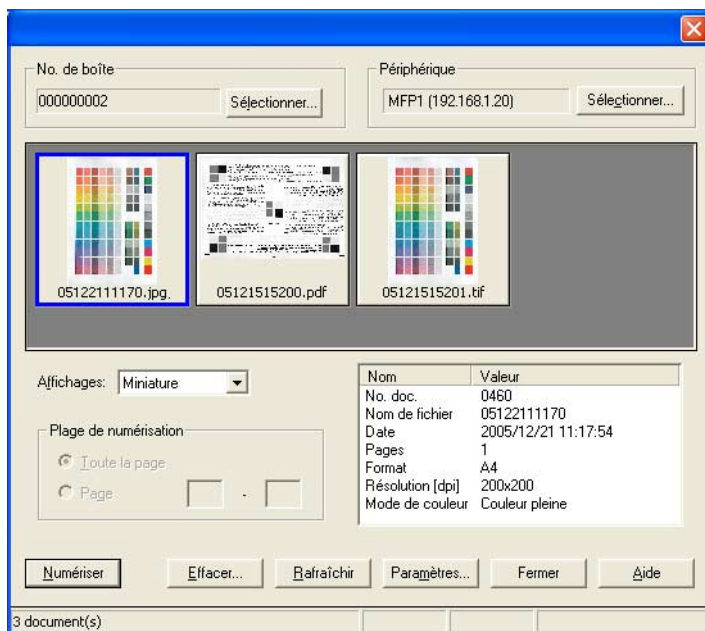 No. de boîte
Périphérique
000000002
Sélectionner...
MFP1 (192.168.1.20)
Sélectionner...
05122111170.jpg
05121515200.pdf
05121515201.tif
Affichages: Miniature
Nom Valeur
No. doc. 0460
Nom de fichier 05122111170
Date 2005/12/21 11:17:54
Pages 1
Format A4
Résolution [dpi] 200x200
Mode de couleur Couleur pleine
Plage de numérisation
Toute la page
Page -
Numériser Effacer... Rafraîchir Paramètres... Fermer Aide
3 document(s)